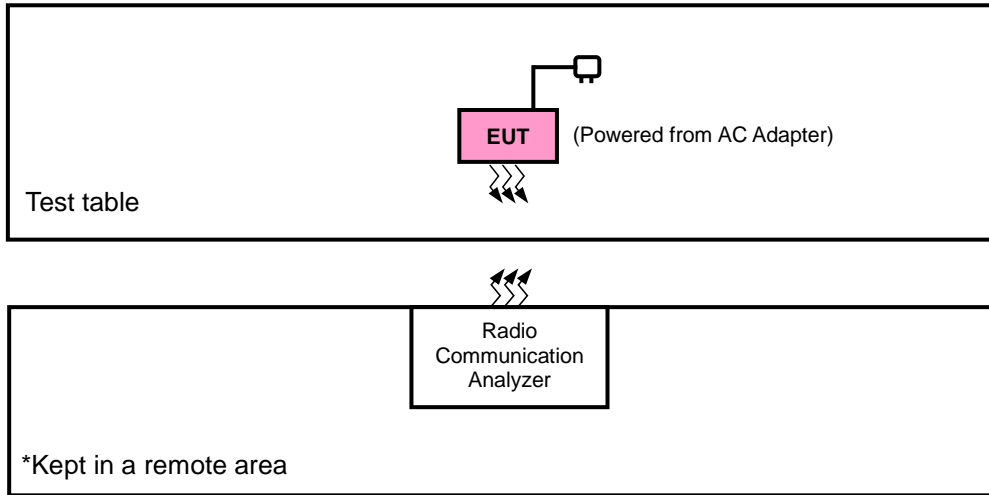 EUT
(Powered from AC Adapter)
Test table
Radio
Communication
Analyzer
*Kept in a remote area